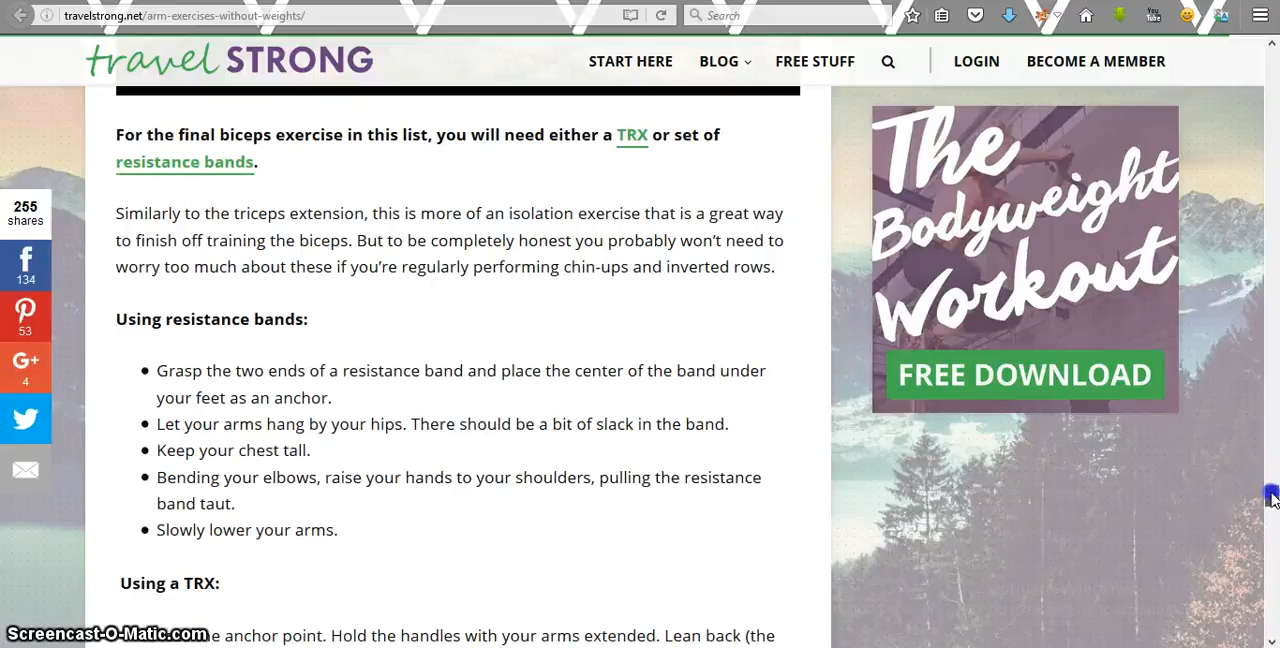 travelstrong.net/arm-exercises-without-weights/
Search
You
Tube
travel STRONG
START HERE
BLOG
FREE STUFF
LOGIN
BECOME A MEMBER
For the final biceps exercise in this list, you will need either a TRX or set of
resistance bands.
Similarly to the triceps extension, this is more of an isolation exercise that is a great way
to finish off training the biceps. But to be completely honest you probably won’t need to
worry too much about these if you’re regularly performing chin-ups and inverted rows.
Using resistance bands:
Grasp the two ends of a resistance band and place the center of the band under
your feet as an anchor.
Let your arms hang by your hips. There should be a bit of slack in the band.
Keep your chest tall.
Bending your elbows, raise your hands to your shoulders, pulling the resistance
band taut.
Slowly lower your arms.
Using a TRX:
anchor point. Hold the handles with your arms extended. Lean back (the
255
shares
f
134
53
G+
4
The
Bodyweight
Workout
FREE DOWNLOAD
Screencast-O-Matic.com